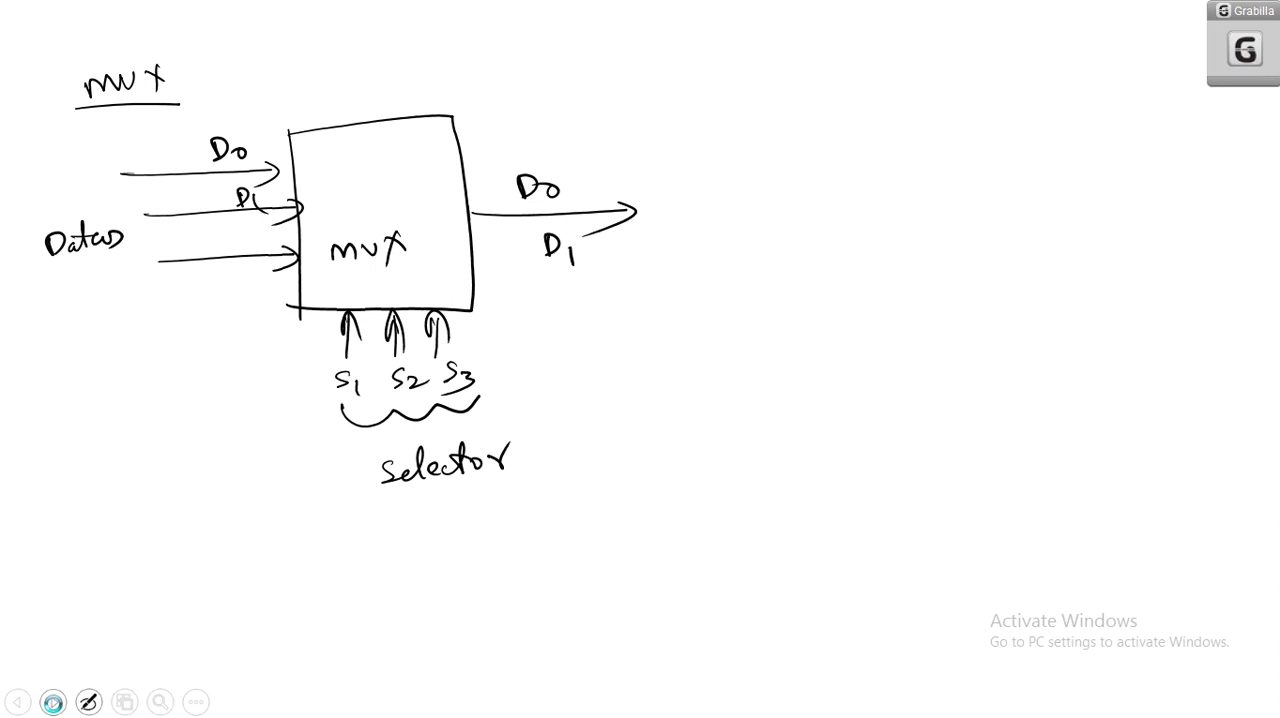 Grabilla
mux
D0
D1
Datas
mux
D0
D1
S1 S2 S3
selector
Activate Windows
Go to PC settings to activate Windows.